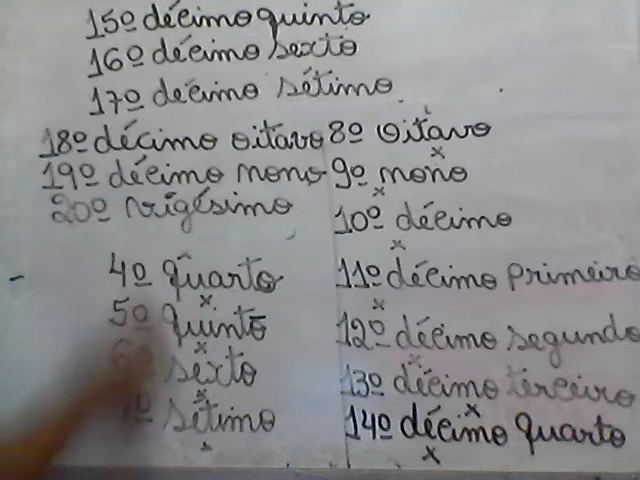 15º décimo quinto
16º décimo sexto
17º décimo sétimo
18º décimo oitavo
19º décimo nono
20º vigésimo
4º quarto
5º quinto
6º sexto
7º sétimo
8º oitavo
9º nono
10º décimo
11º décimo primeiro
12º décimo segundo
13º décimo terceiro
14º décimo quarto